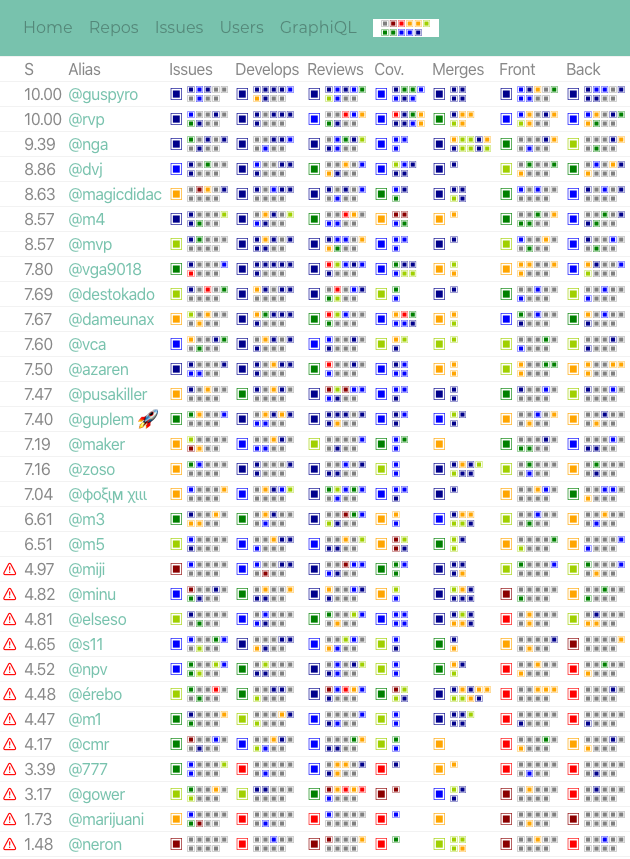 Home Repos Issues Users GraphiQL
S Alias Issues Develops Reviews Cov. Merges Front Back
10.00 @guspyro
10.00 @rvp
9.39 @nga
8.86 @dvj
8.63 @magicdidac
8.57 @m4
8.57 @mvp
7.80 @vga9018
7.69 @destokado
7.67 @dameunax
7.60 @vca
7.50 @azaren
7.47 @pusakiller
7.40 @guplem 🚀
7.19 @maker
7.16 @zoso
7.04 @φοξιμ χιιι
6.61 @m3
6.51 @m5
4.97 @miji
4.82 @minu
4.81 @elseso
4.65 @s11
4.52 @npv
4.48 @érebo
4.47 @m1
4.17 @cmr
3.39 @777
3.17 @gower
1.73 @marijuani
1.48 @neron